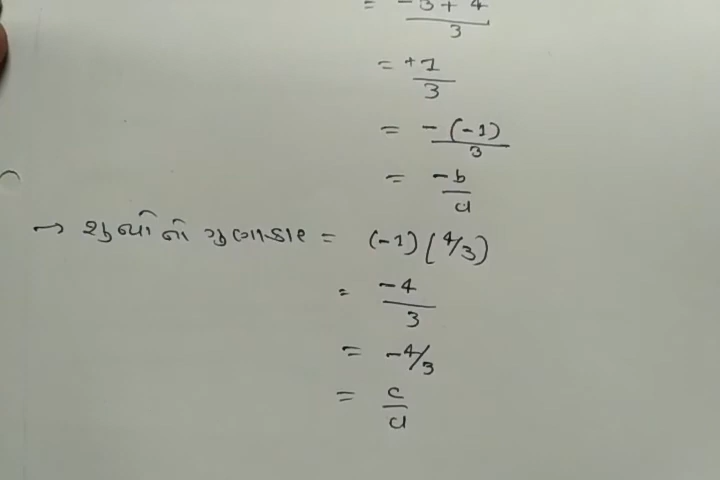 = -3 + 4 / 3
= +1 / 3
= -(-1) / 3
= -b / a
→ શૂન્યોનો ગુણાકાર = (-1) (4/3)
= -4 / 3
= -4/3
= c / a